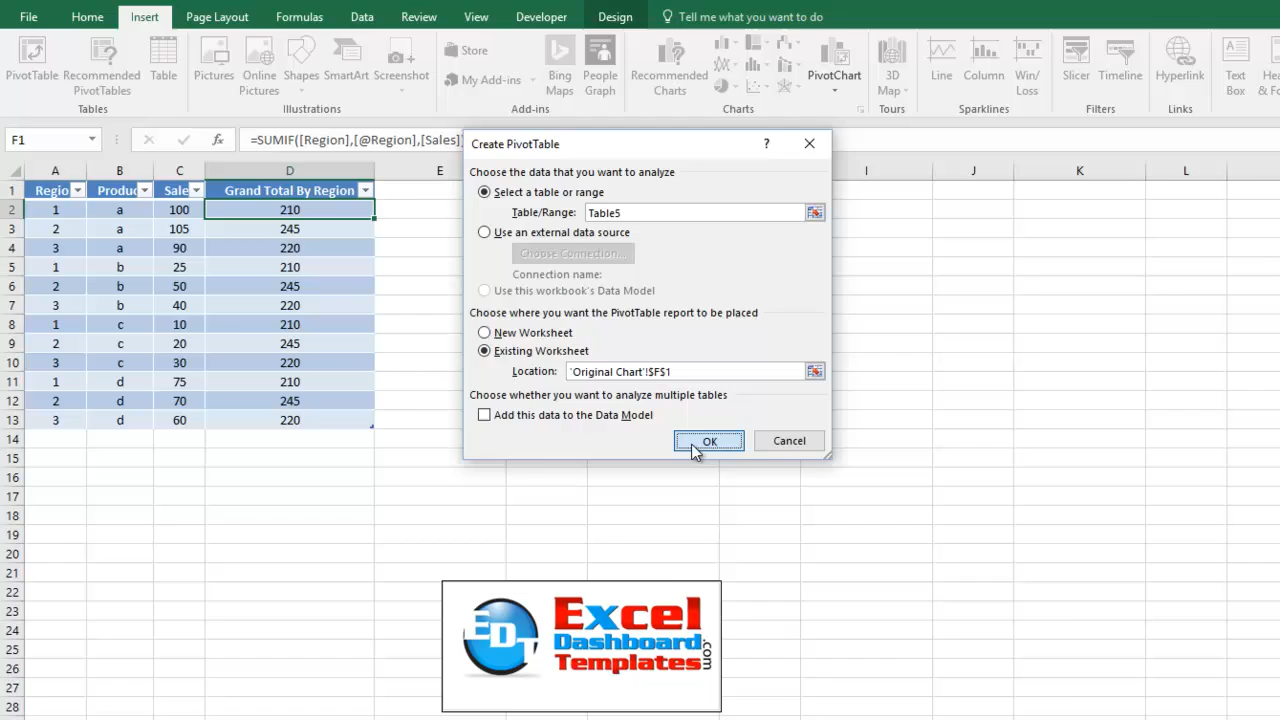 File Home Insert Page Layout Formulas Data Review View Developer Design Tell me what you want to do
PivotTable Recommended PivotTables Table Pictures Online Pictures Shapes SmartArt Screenshot Store My Add-ins Bing Maps People Graph Recommended Charts PivotChart 3D Map Line Column Win/Loss Slicer Timeline Hyperlink Text Box
Tables Illustrations Add-ins Charts Tours Sparklines Filters Links
F1 fx =SUMIF([Region],[@Region],[Sales]
A B C D E I J K L
1 Regio Produc Sale Grand Total By Region
2 1 a 100 210
3 2 a 105 245
4 3 a 90 220
5 1 b 25 210
6 2 b 50 245
7 3 b 40 220
8 1 c 10 210
9 2 c 20 245
10 3 c 30 220
11 1 d 75 210
12 2 d 70 245
13 3 d 60 220
14
15
16
17
18
19
20
21
22
23
24
25
26
27
28
Create PivotTable ?
Choose the data that you want to analyze
Select a table or range
Table/Range: Table5
Use an external data source
Choose Connection...
Connection name:
Use this workbook's Data Model
Choose where you want the PivotTable report to be placed
New Worksheet
Existing Worksheet
Location: 'Original Chart'!$F$1
Choose whether you want to analyze multiple tables
Add this data to the Data Model
OK Cancel
EDT
Excel
Dashboard
Templates
.com